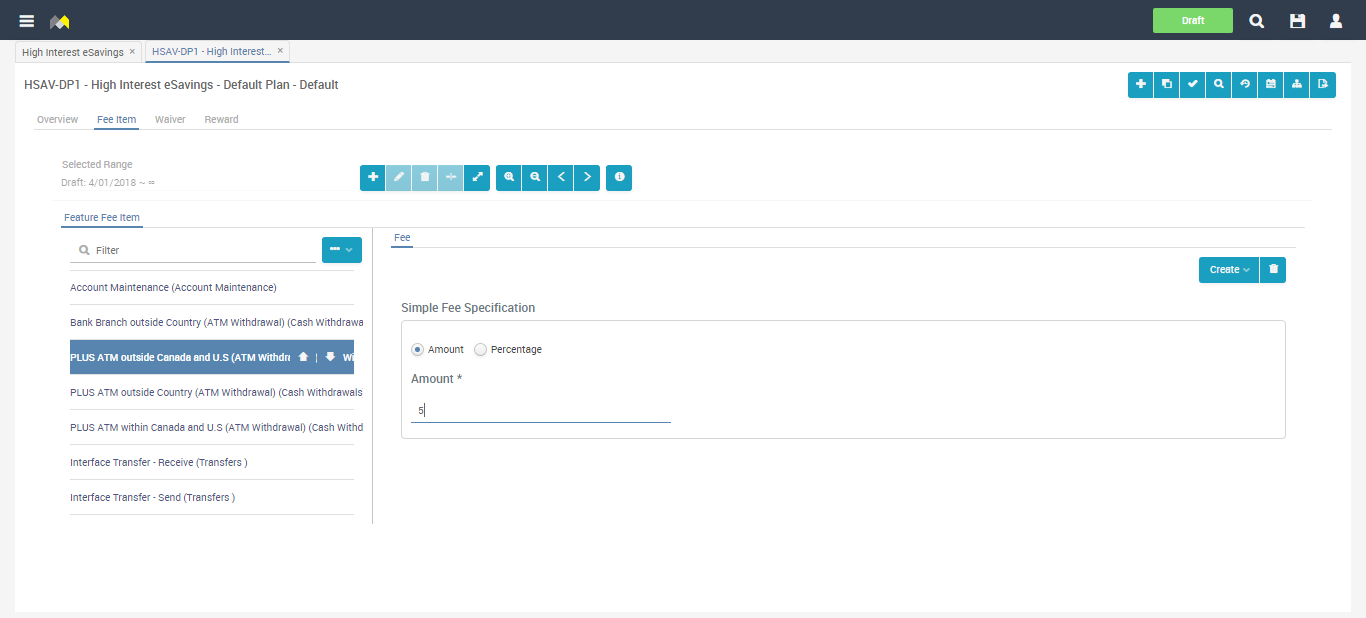 Draft
High Interest eSavings ×
HSAV-DP1 - High Interest... ×
HSAV-DP1 - High Interest eSavings - Default Plan - Default
Overview Fee Item Waiver Reward
Selected Range
Draft: 4/01/2018 ~ ∞
Feature Fee Item
Filter
Account Maintenance (Account Maintenance)
Bank Branch outside Country (ATM Withdrawal) (Cash Withdrawa
PLUS ATM outside Canada and U.S (ATM Withdr | Wi
PLUS ATM outside Country (ATM Withdrawal) (Cash Withdrawals
PLUS ATM within Canada and U.S (ATM Withdrawal) (Cash Withd
Interface Transfer - Receive (Transfers )
Interface Transfer - Send (Transfers )
Fee
Create
Simple Fee Specification
Amount Percentage
Amount *
5